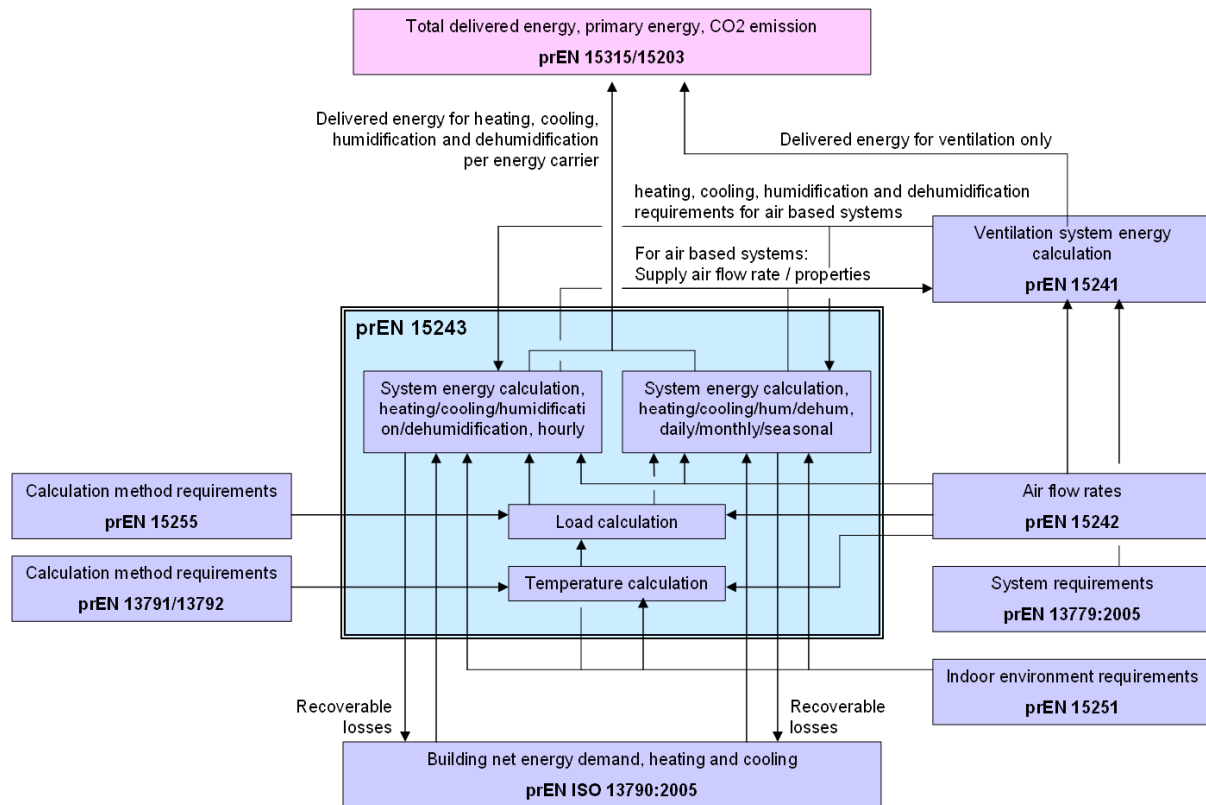 Total delivered energy, primary energy, CO2 emission
prEN 15315/15203
Delivered energy for heating, cooling,
humidification and dehumidification
per energy carrier
Delivered energy for ventilation only
heating, cooling, humidification and dehumidification
requirements for air based systems
Ventilation system energy
calculation
prEN 15241
For air based systems:
Supply air flow rate / properties
prEN 15243
System energy calculation,
heating/cooling/humidificati
on/dehumidification, hourly
System energy calculation,
heating/cooling/hum/dehum,
daily/monthly/seasonal
Calculation method requirements
prEN 15255
Load calculation
Air flow rates
prEN 15242
Calculation method requirements
prEN 13791/13792
Temperature calculation
System requirements
prEN 13779:2005
Indoor environment requirements
prEN 15251
Recoverable
losses
Recoverable
losses
Building net energy demand, heating and cooling
prEN ISO 13790:2005